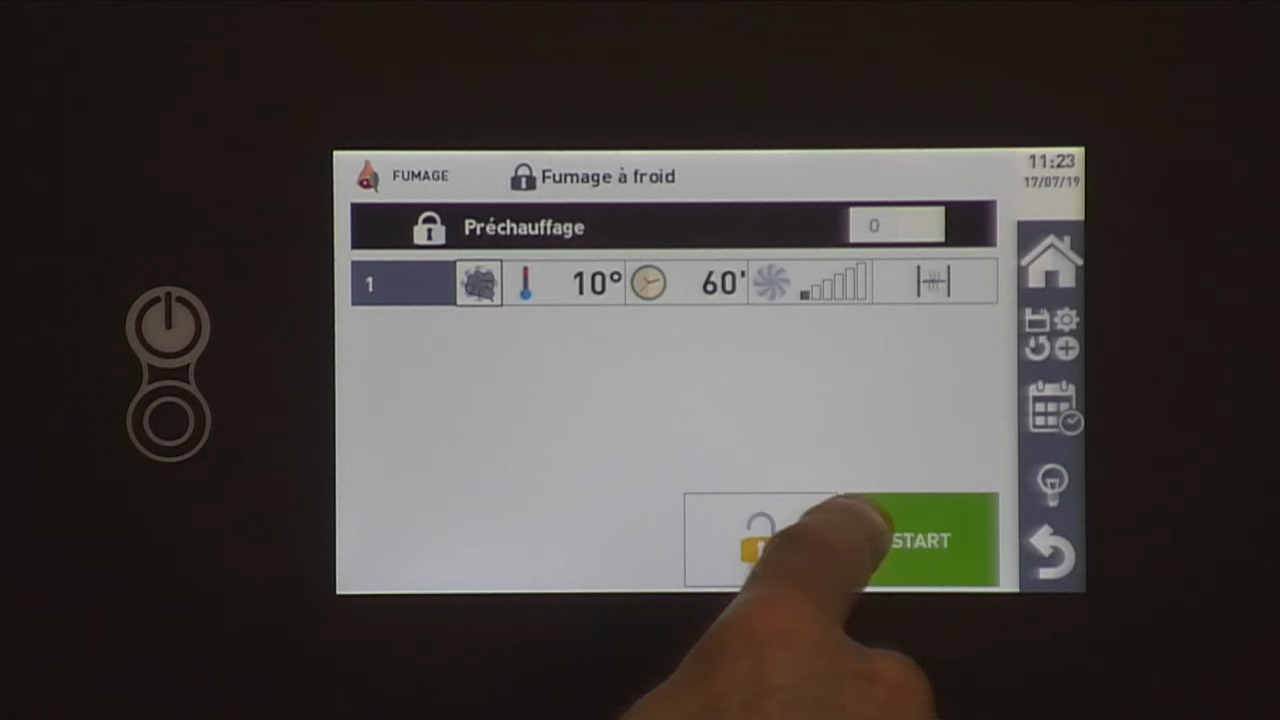 FUMAGE
Fumage à froid
11:23
17/07/19
Préchauffage
0
1
10°
60'
START